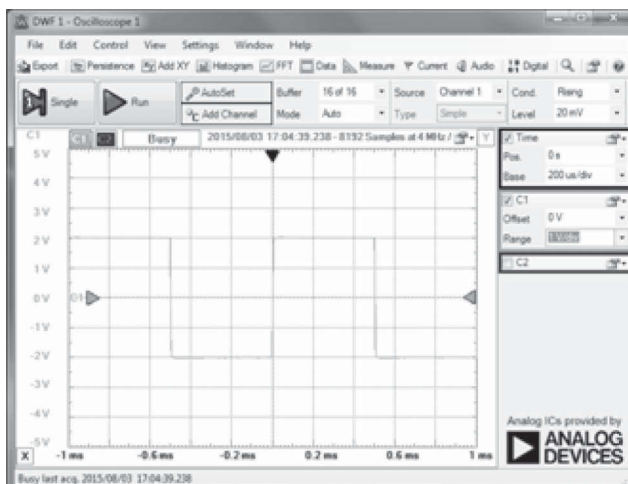 DWF 1 - Oscilloscope 1
File Edit Control View Settings Window Help
Export Persistence Add XY Histogram FFT Data Measure Current Audio Digital
Single Run AutoSet Buffer 16 of 16 Source Channel 1 Cond. Rising
Add Channel Mode Auto Type Simple Level 20 mV
C1 C1 Busy 2015/08/03 17:04:39.238 - 8192 Samples at 4 MHz / Y
Time
Pos. 0 s
Base 200 us/div
C1
Offset 0 V
Range
C2
5 V
4 V
3 V
2 V
1 V
0 V
-1 V
-2 V
-3 V
-4 V
-5 V
C1
X -1 ms -0.6 ms -0.2 ms 0.2 ms 0.6 ms 1 ms
Analog ICs provided by
ANALOG
DEVICES
Busy last acq. 2015/08/03 17:04:39.238